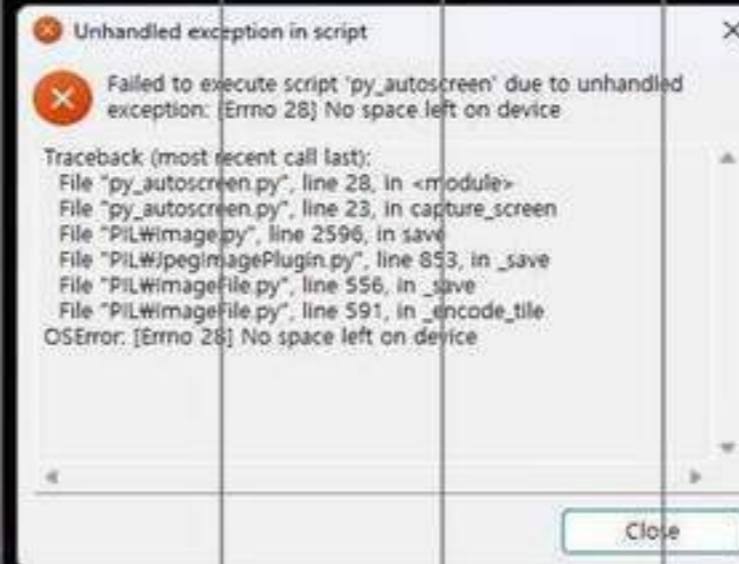 Unhandled exception in script
Failed to execute script 'py_autoscreen' due to unhandled
exception: [Errno 28] No space left on device
Traceback (most recent call last):
File "py_autoscreen.py", line 28, in <module>
File "py_autoscreen.py", line 23, in capture_screen
File "PIL₩Image.py", line 2596, in save
File "PIL₩JpegImagePlugin.py", line 853, in _save
File "PIL₩ImageFile.py", line 556, in _save
File "PIL₩ImageFile.py", line 591, in _encode_tile
OSError: [Errno 28] No space left on device
Close